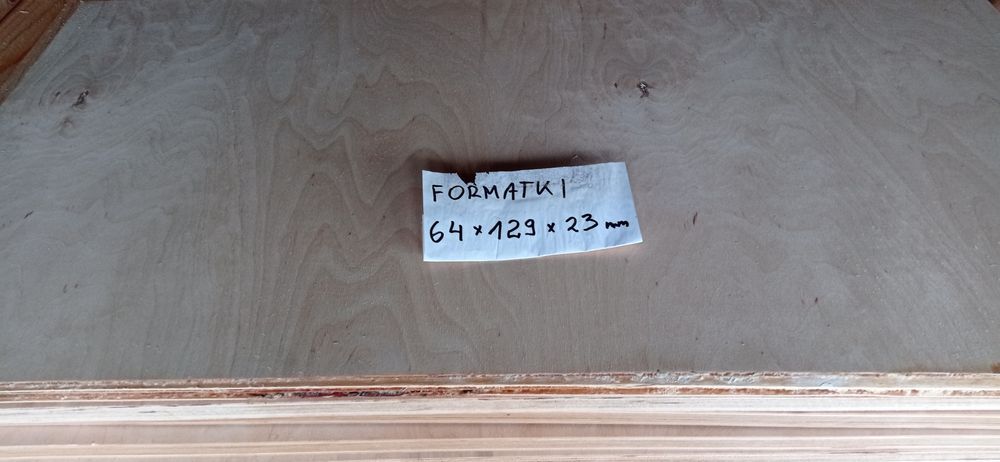 FORMATKI
64 x 129 x 23 mm